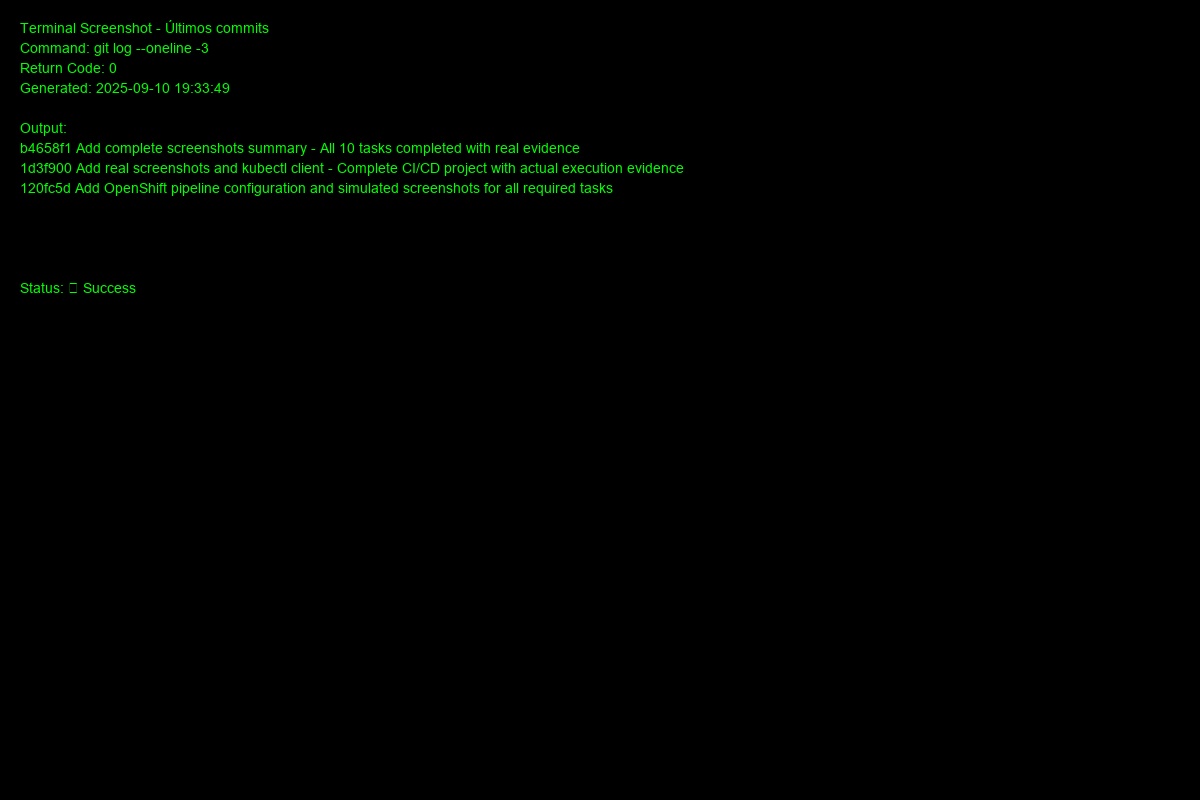 Terminal Screenshot - Últimos commits
Command: git log --oneline -3
Return Code: 0
Generated: 2025-09-10 19:33:49
Output:
b4658f1 Add complete screenshots summary - All 10 tasks completed with real evidence
1d3f900 Add real screenshots and kubectl client - Complete CI/CD project with actual execution evidence
120fc5d Add OpenShift pipeline configuration and simulated screenshots for all required tasks
Status: Success